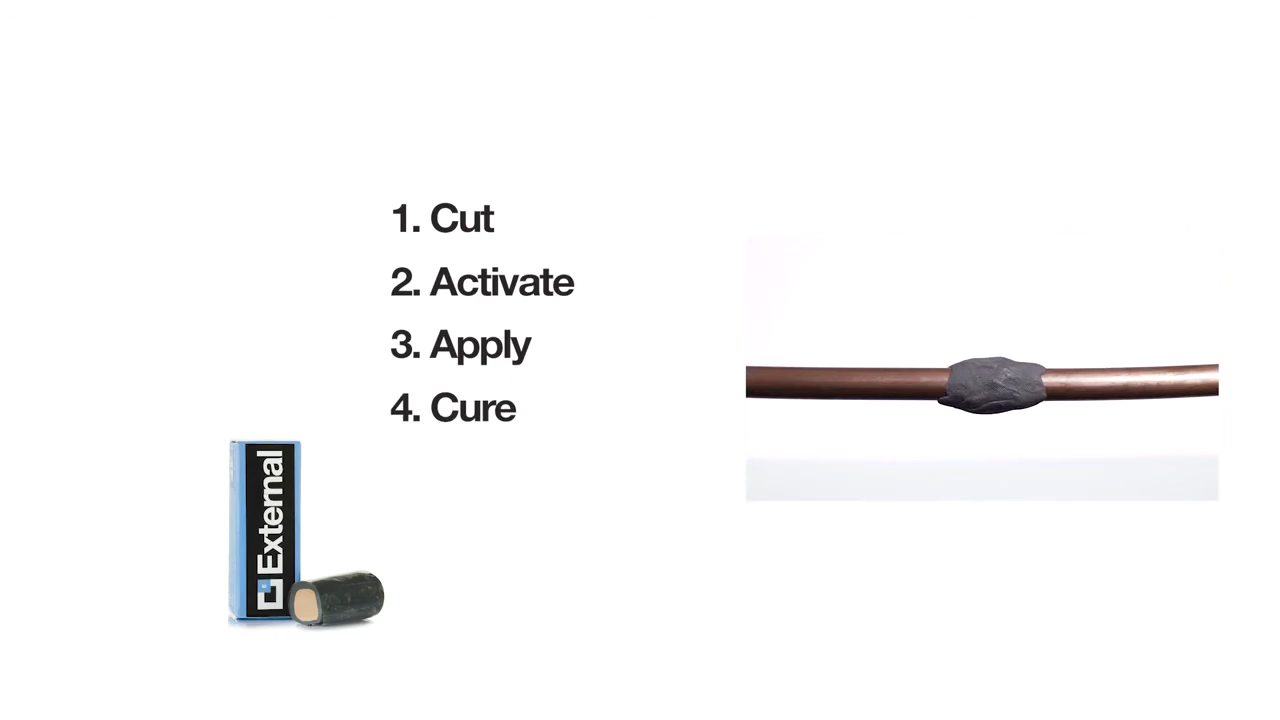 1. Cut
2. Activate
3. Apply
4. Cure
External